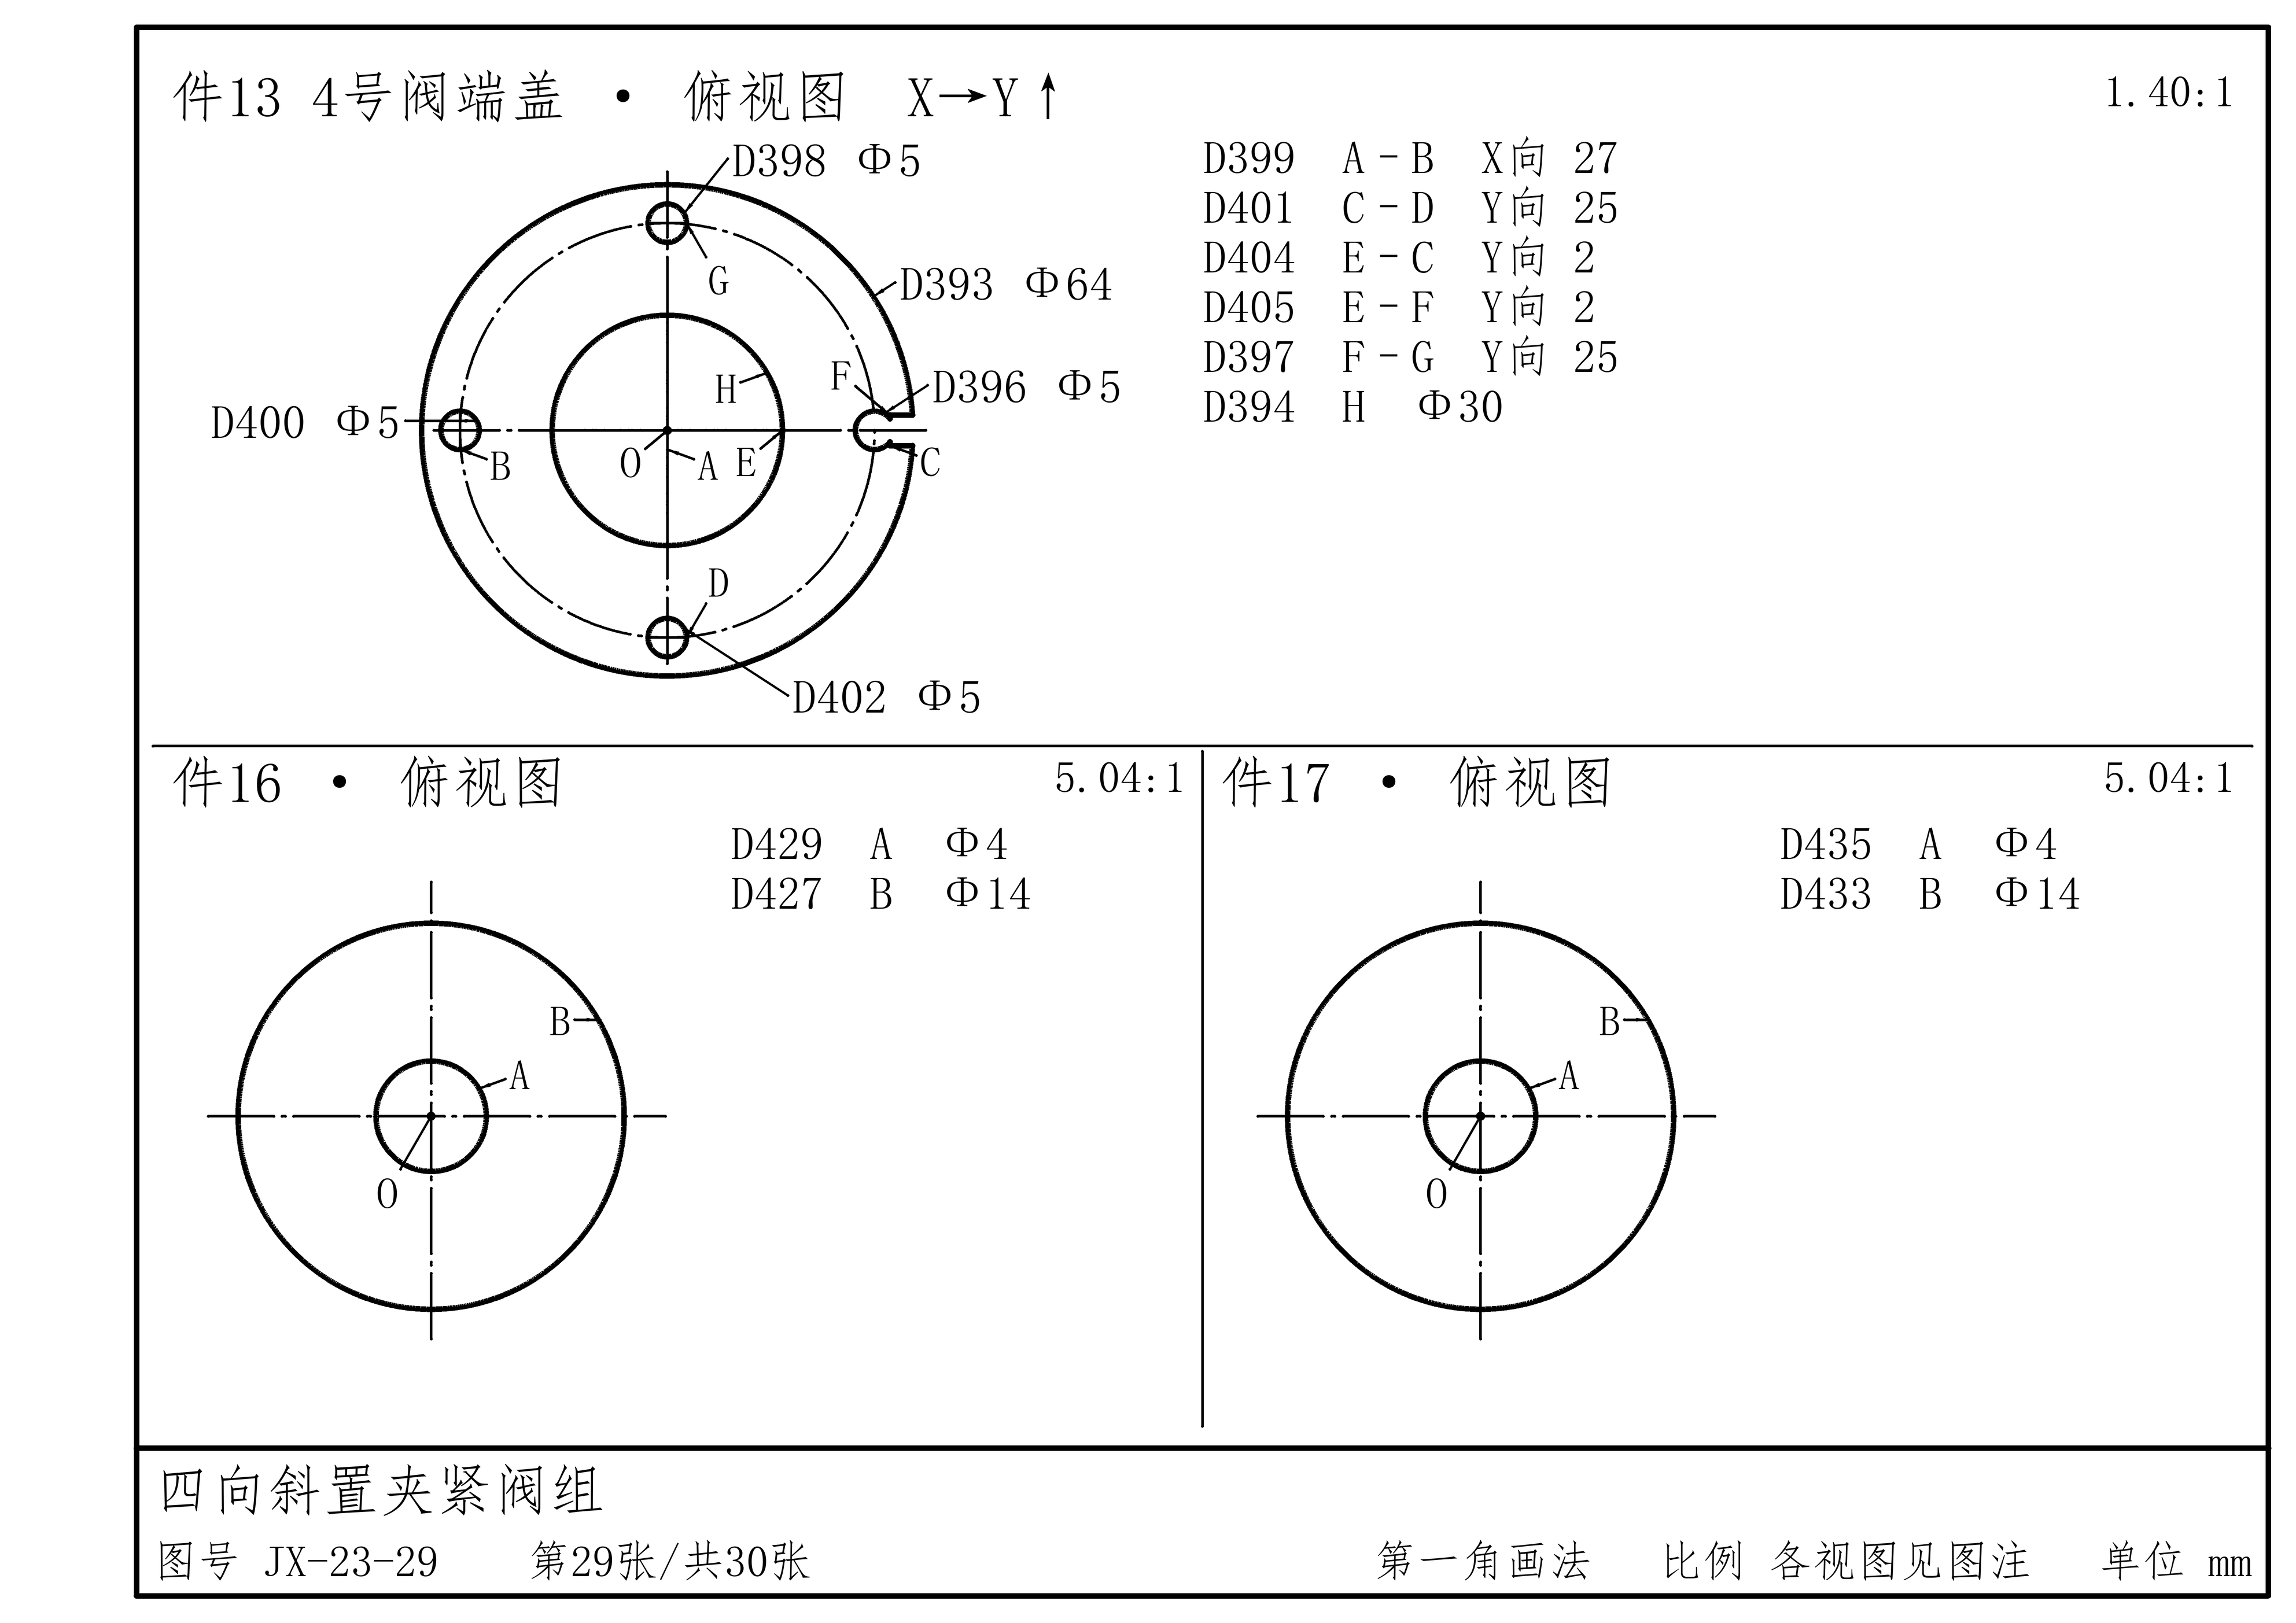 件13 4号阀端盖 · 俯视图 X→Y↑
1.40:1
D398 Φ5
G
D393 Φ64
H
F
D396 Φ5
D400 Φ5
B
O
A
E
C
D
D402 Φ5
D399 A-B X向 27
D401 C-D Y向 25
D404 E-C Y向 2
D405 E-F Y向 2
D397 F-G Y向 25
D394 H Φ30
件16 · 俯视图
5.04:1
D429 A Φ4
D427 B Φ14
B
A
O
件17 · 俯视图
5.04:1
D435 A Φ4
D433 B Φ14
B
A
O
四向斜置夹紧阀组
图号 JX-23-29 第29张/共30张 第一角画法 比例 各视图见图注 单位 mm